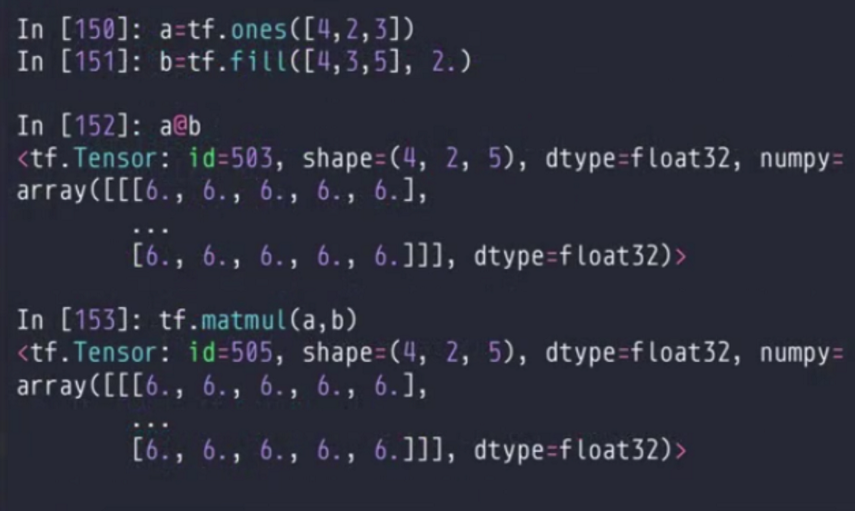 In [150]: a=tf.ones([4,2,3])
In [151]: b=tf.fill([4,3,5], 2.)
In [152]: a@b
<tf.Tensor: id=503, shape=(4, 2, 5), dtype=float32, numpy=
array([[[6., 6., 6., 6., 6.],
...
[6., 6., 6., 6., 6.]]], dtype=float32)>
In [153]: tf.matmul(a,b)
<tf.Tensor: id=505, shape=(4, 2, 5), dtype=float32, numpy=
array([[[6., 6., 6., 6., 6.],
...
[6., 6., 6., 6., 6.]]], dtype=float32)>